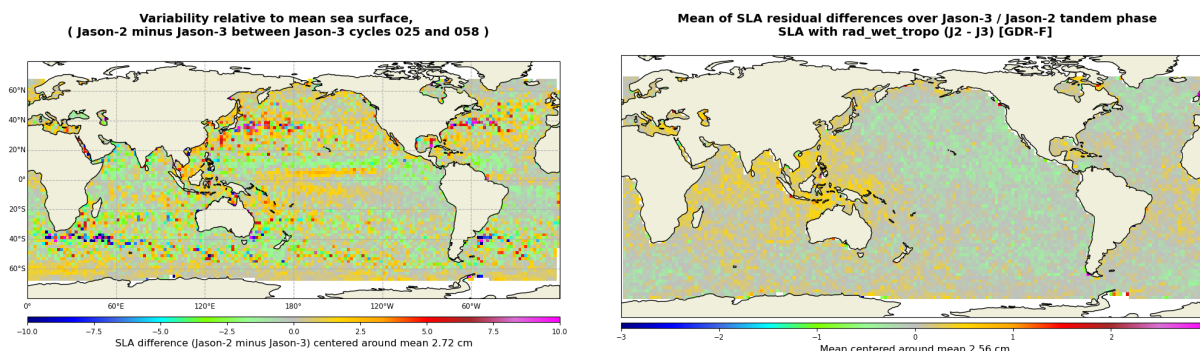 Variability relative to mean sea surface,
( Jason-2 minus Jason-3 between Jason-3 cycles 025 and 058 )
60°N
40°N
20°N
0°
20°S
40°S
60°S
0° 60°E 120°E 180° 120°W 60°W
−10.0 −7.5 −5.0 −2.5 0.0 2.5 5.0 7.5 10.0
SLA difference (Jason-2 minus Jason-3) centered around mean 2.72 cm
Mean of SLA residual differences over Jason-3 / Jason-2 tandem phase
SLA with rad_wet_tropo (J2 - J3) [GDR-F]
−3 −2 −1 0 1 2
Mean centered around mean 2.56 cm